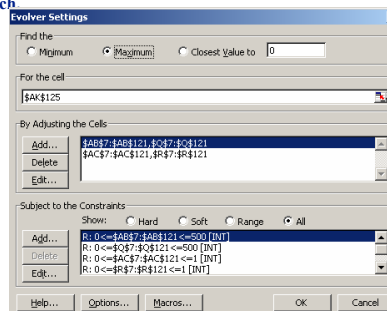 ch.
Evolver Settings
Find the
Minimum Maximum Closest Value to 0
For the cell
$AK$125
By Adjusting the Cells
Add... $AB$7:$AB$121,$Q$7:$Q$121
Delete $AC$7:$AC$121,$R$7:$R$121
Edit...
Subject to the Constraints
Show: Hard Soft Range All
Add... R: 0<=$AB$7:$AB$121<=500 [INT]
Delete R: 0<=$Q$7:$Q$121<=500 [INT]
R: 0<=$AC$7:$AC$121<=1 [INT]
Edit... R: 0<=$R$7:$R$121<=1 [INT]
Help... Options... Macros... OK Cancel